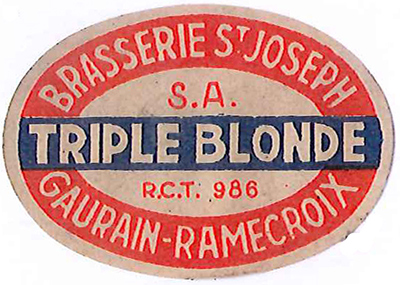 BRASSERIE ST JOSEPH
S.A.
TRIPLE BLONDE
R.C.T. 986
GAURAIN-RAMECROIX